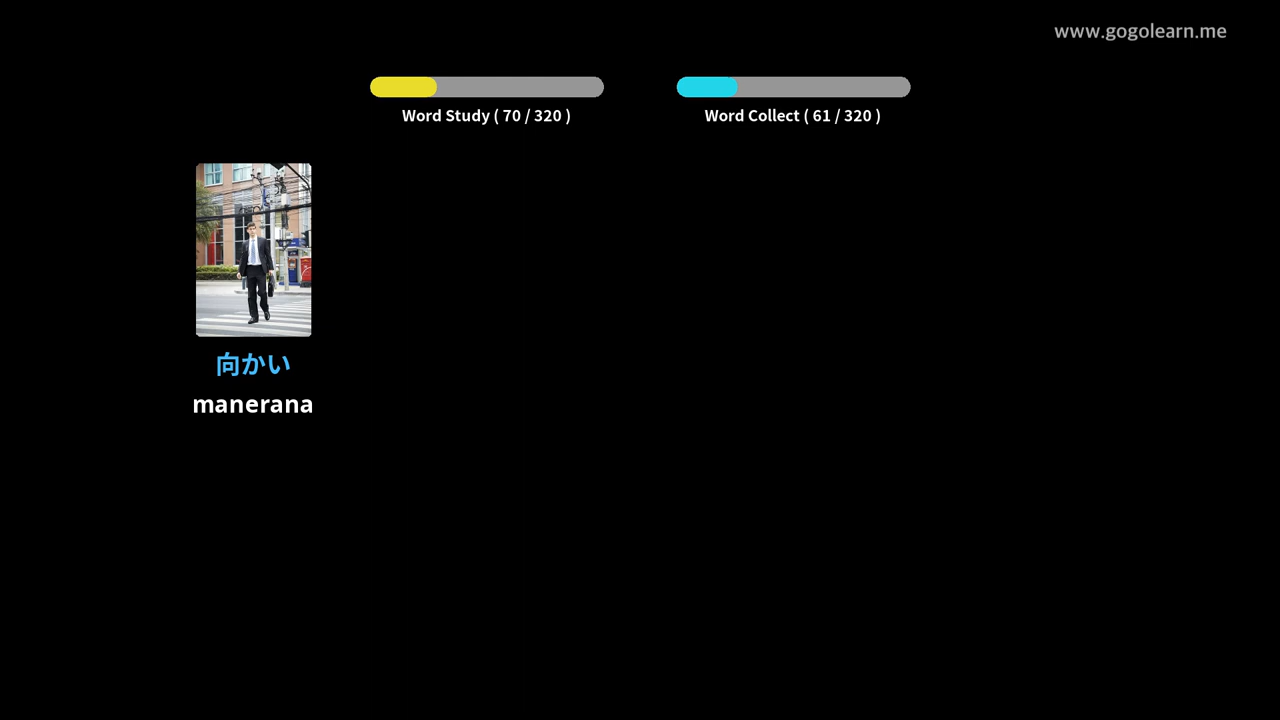 www.gogolearn.me
Word Study ( 70 / 320 )
Word Collect ( 61 / 320 )
向かい
manerana